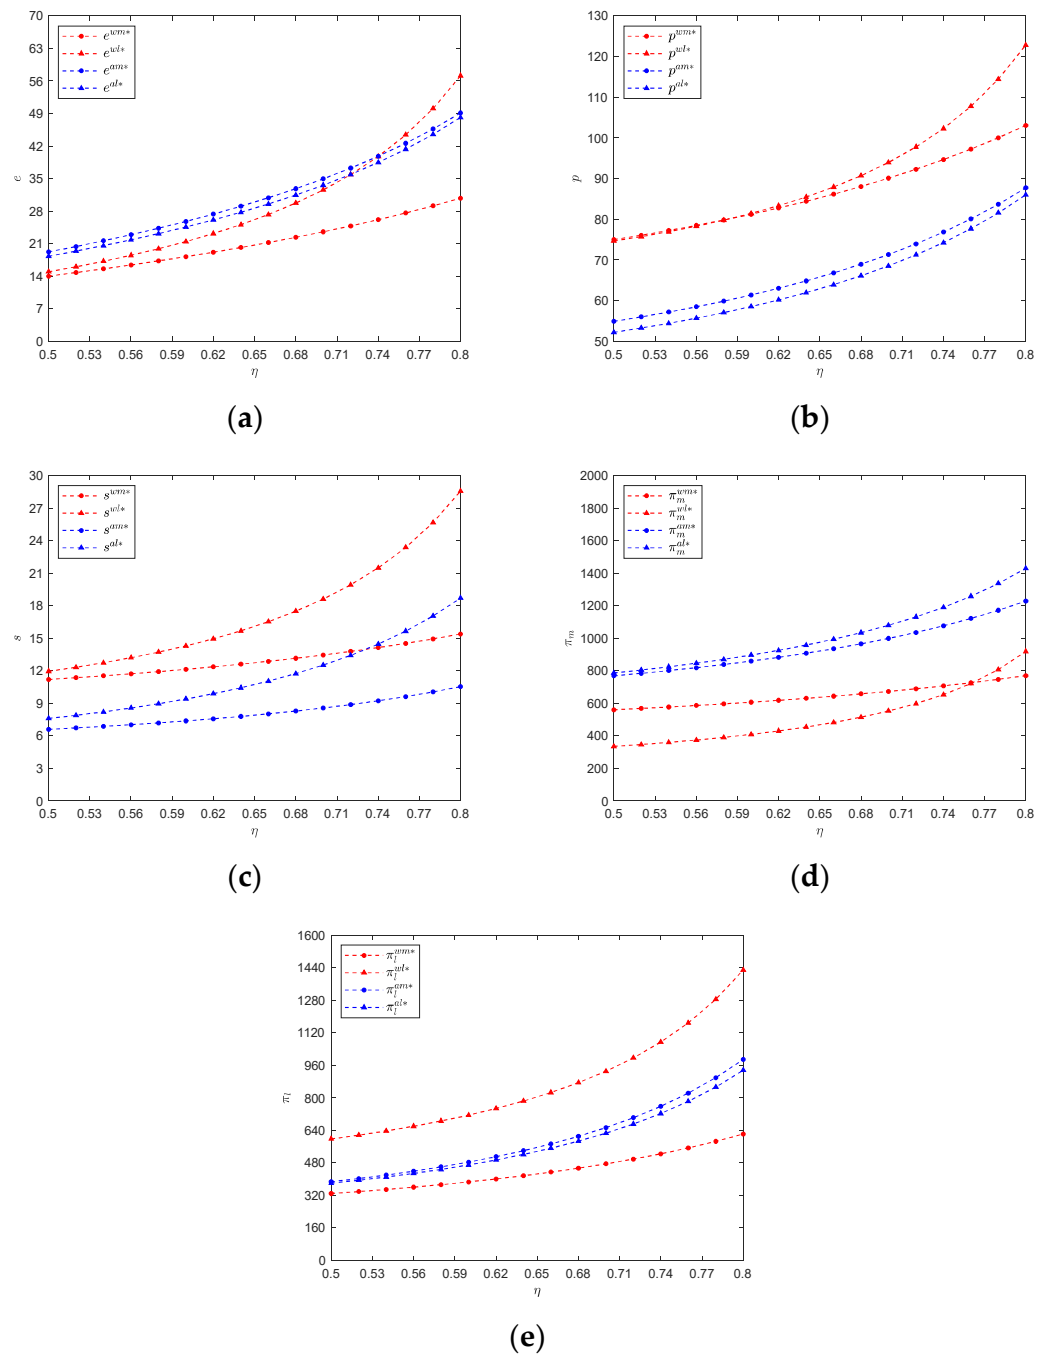 70
63
56
49
42
35
28
21
14
7
0
e
e^{wm*}
e^{wl*}
e^{am*}
e^{al*}
0.5 0.53 0.56 0.59 0.62 0.65 0.68 0.71 0.74 0.77 0.8
η
(a)
130
120
110
100
90
80
70
60
50
p
p^{wm*}
p^{wl*}
p^{am*}
p^{al*}
0.5 0.53 0.56 0.59 0.62 0.65 0.68 0.71 0.74 0.77 0.8
η
(b)
30
27
24
21
18
15
12
9
6
3
0
s
s^{wm*}
s^{wl*}
s^{am*}
s^{al*}
0.5 0.53 0.56 0.59 0.62 0.65 0.68 0.71 0.74 0.77 0.8
η
(c)
2000
1800
1600
1400
1200
1000
800
600
400
200
0
π_m
π_m^{wm*}
π_m^{wl*}
π_m^{am*}
π_m^{al*}
0.5 0.53 0.56 0.59 0.62 0.65 0.68 0.71 0.74 0.77 0.8
η
(d)
1600
1440
1280
1120
960
800
640
480
320
160
0
π_l
π_l^{wm*}
π_l^{wl*}
π_l^{am*}
π_l^{al*}
0.5 0.53 0.56 0.59 0.62 0.65 0.68 0.71 0.74 0.77 0.8
η
(e)